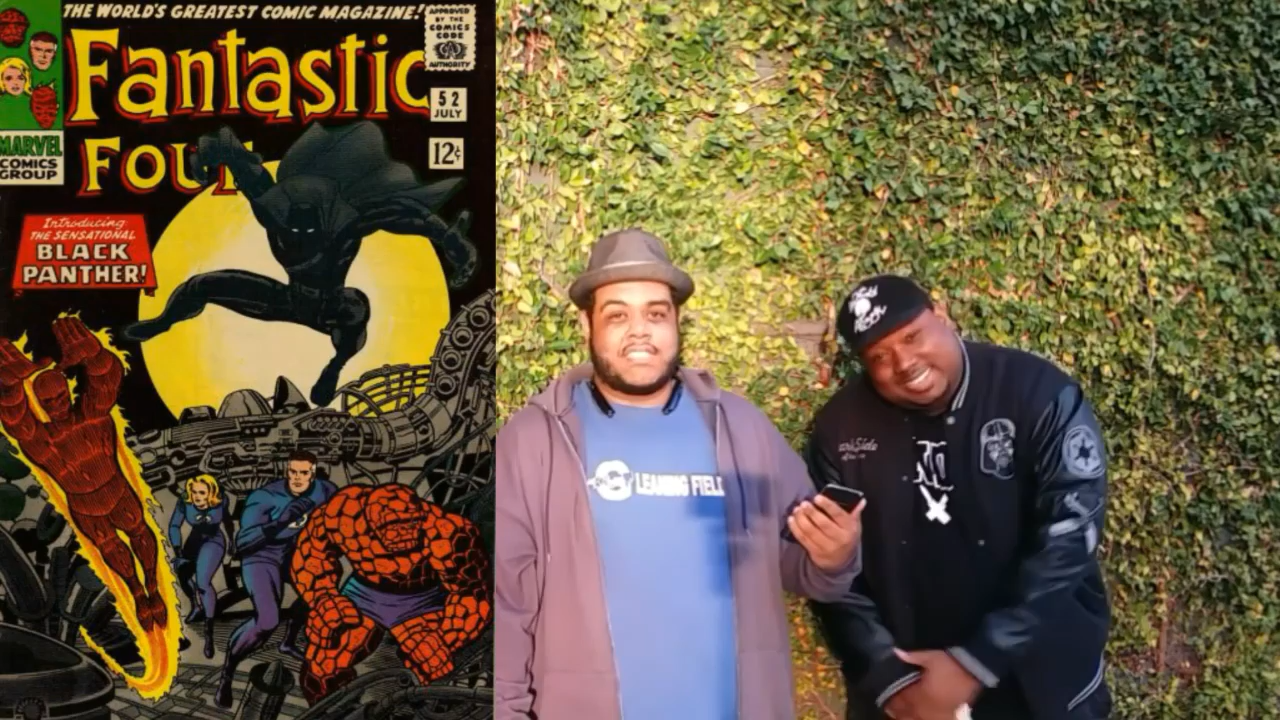 THE WORLD'S GREATEST COMIC MAGAZINE!
APPROVED
BY THE
COMICS
CODE
AUTHORITY
Fantastic
FOUR
52
JULY
12¢
MARVEL
COMICS
GROUP
Introducing
THE SENSATIONAL
BLACK
PANTHER!
LEANING FIEL